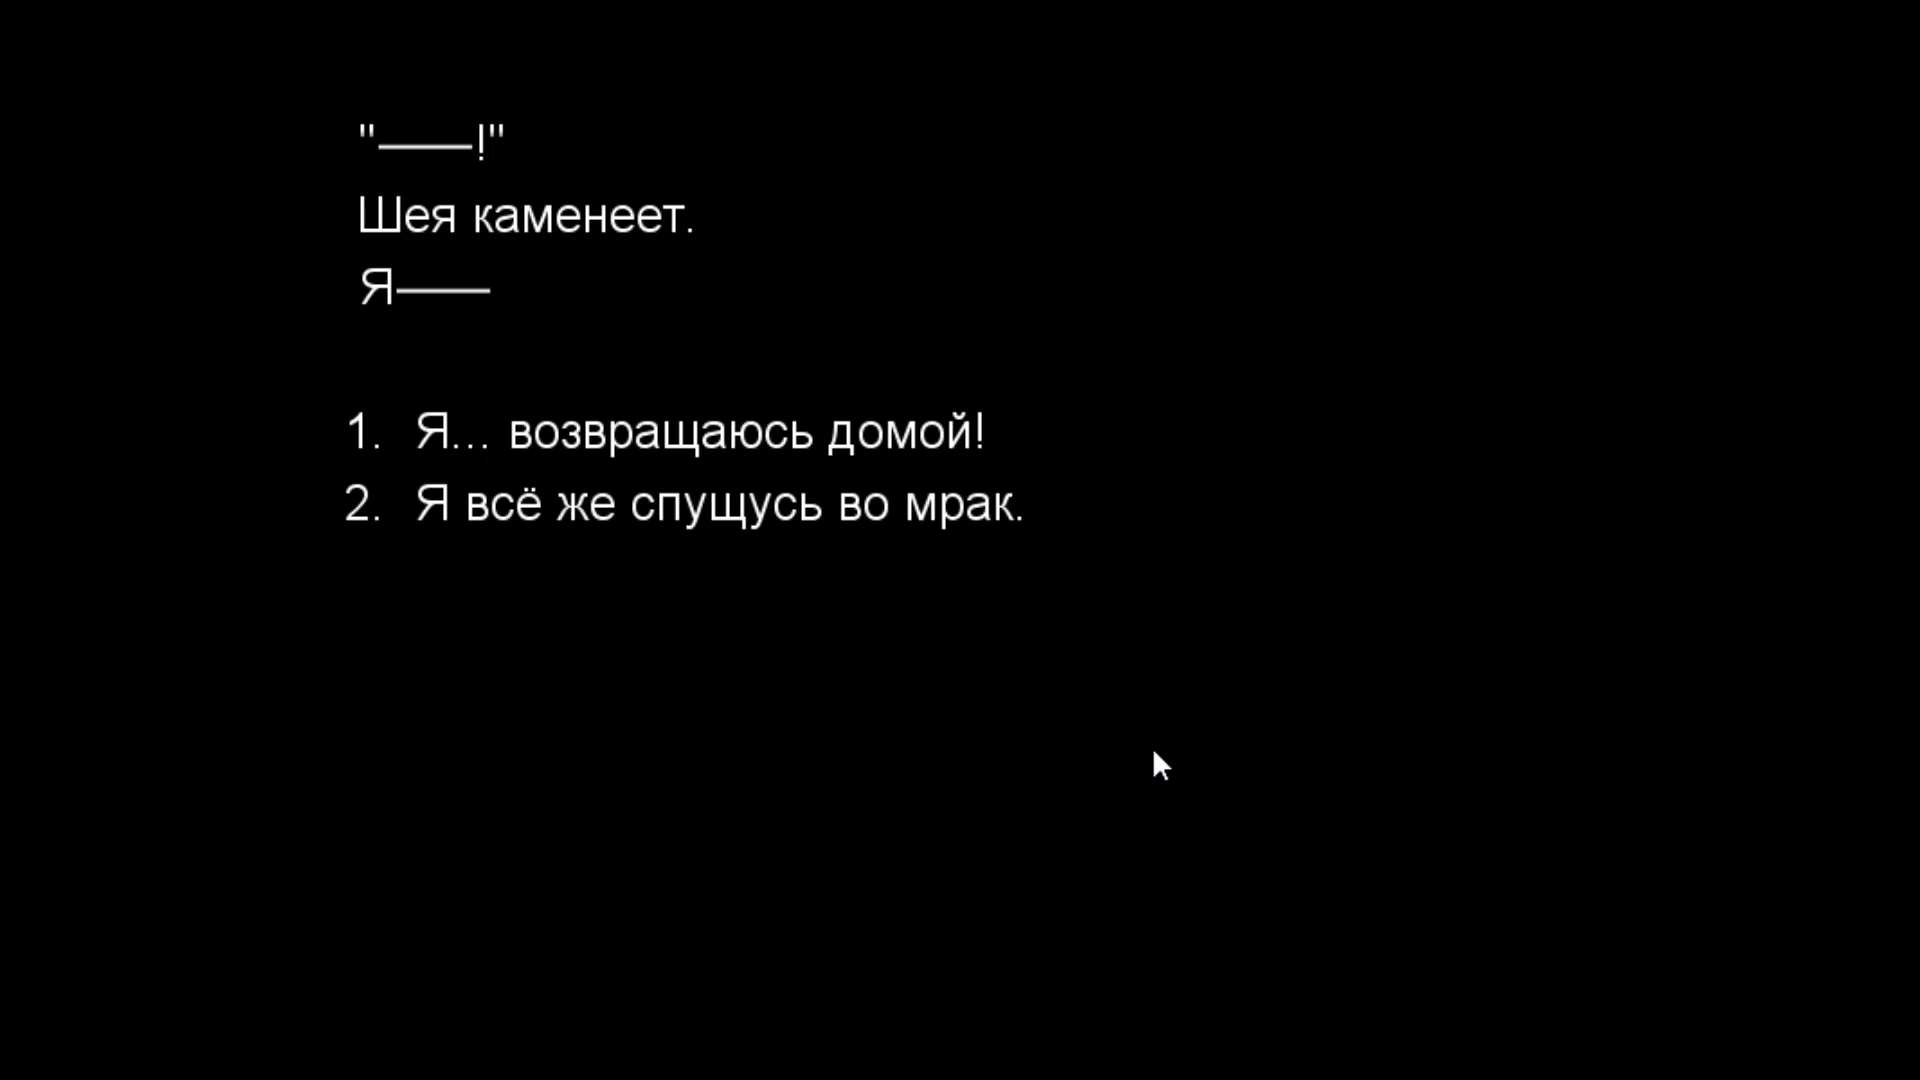 "——!"
Шея каменеет.
Я——
1. Я... возвращаюсь домой!
2. Я всё же спущусь во мрак.